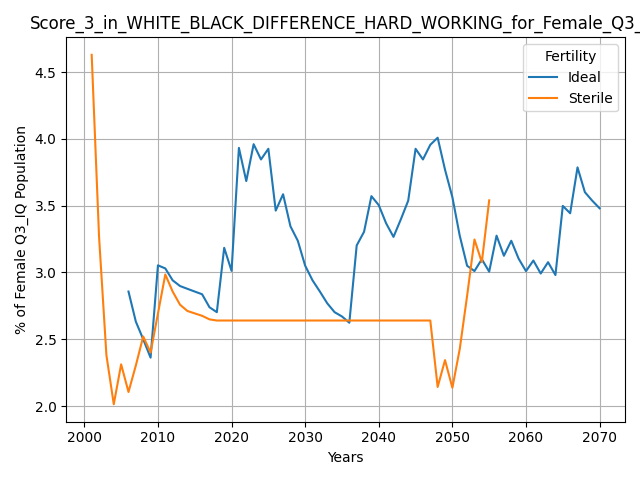 Score_3_in_WHITE_BLACK_DIFFERENCE_HARD_WORKING_for_Female_Q3_
Fertility
Ideal
Sterile
% of Female Q3_IQ Population
4.5
4.0
3.5
3.0
2.5
2.0
2000 2010 2020 2030 2040 2050 2060 2070
Years